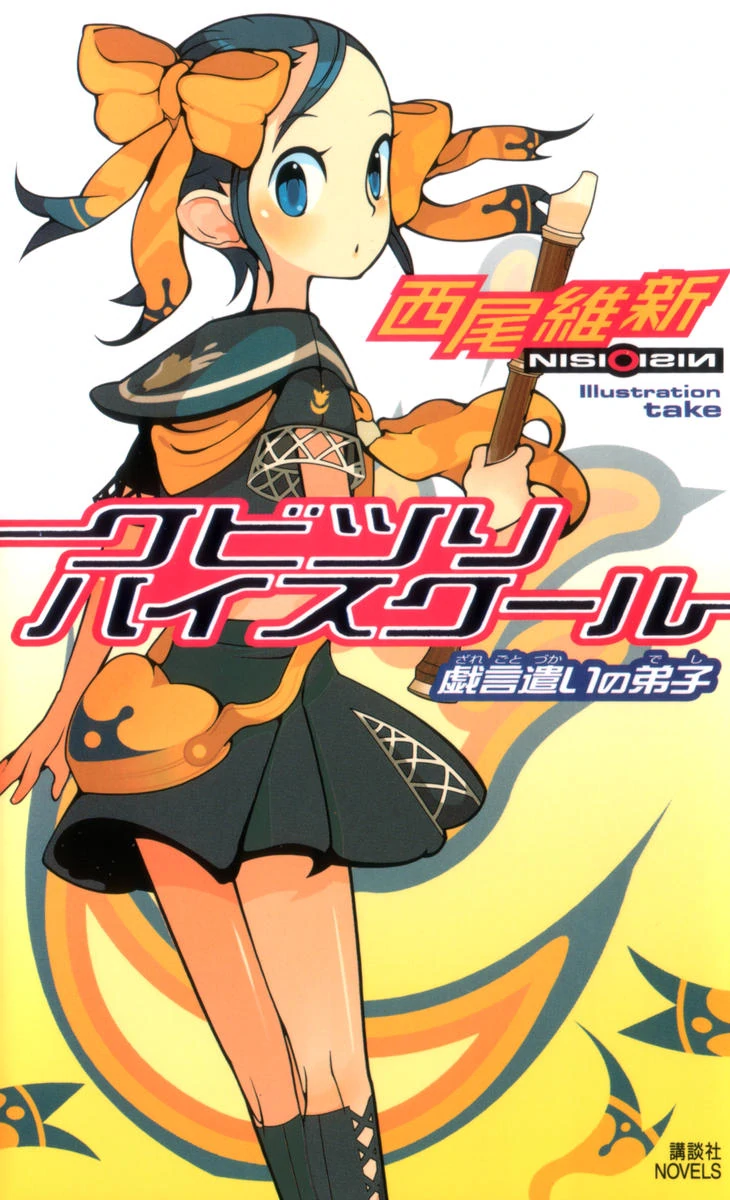 西尾維新
NISIOISIN
Illustration
take
クビツリ
ハイスクール
ざれごとづかでし
戯言遣いの弟子
講談社
NOVELS